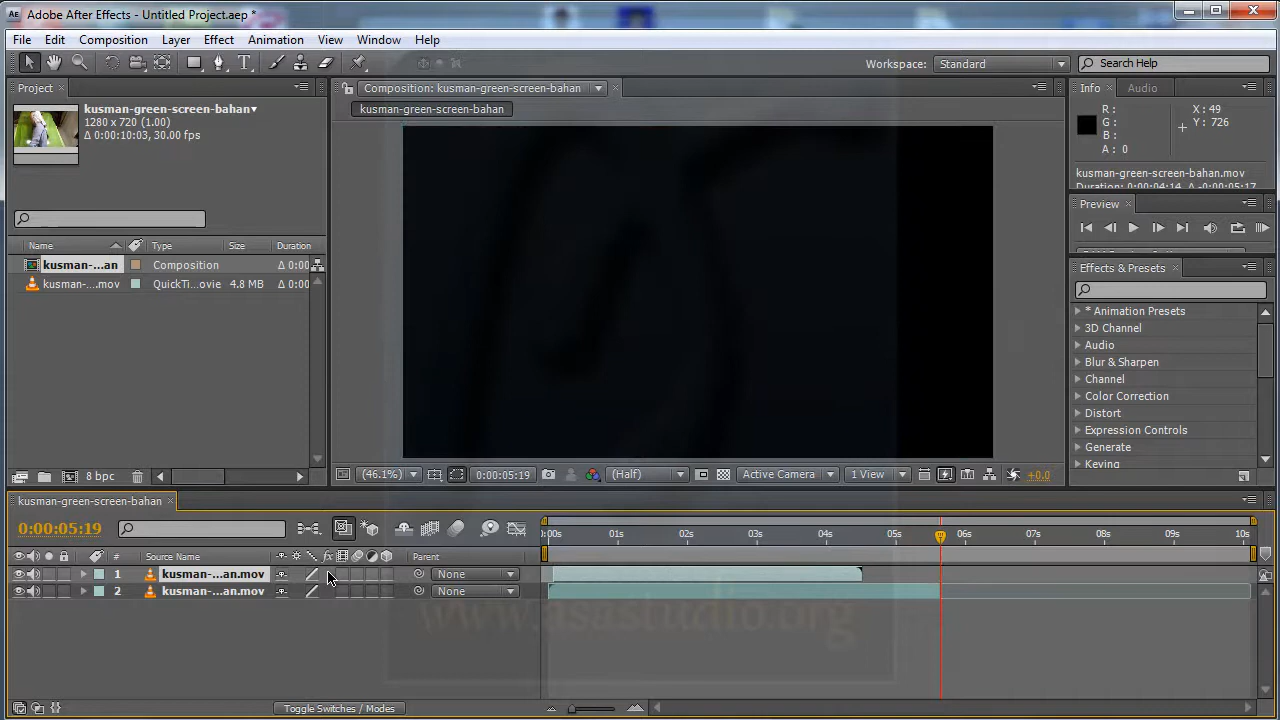 Adobe After Effects - Untitled Project.aep *
File Edit Composition Layer Effect Animation View Window Help
Workspace: Standard Search Help
Project
kusman-green-screen-bahan▾
1280 x 720 (1.00)
Δ 0:00:10:03, 30.00 fps
Name Type Size Duration
kusman-...an Composition Δ 0:00
kusman-....mov QuickTi...ovie 4.8 MB Δ 0:00
8 bpc
Composition: kusman-green-screen-bahan
kusman-green-screen-bahan
(46.1%) 0:00:05:19 (Half) Active Camera 1 View +0.0
Info Audio
R : X : 49
G : Y : 726
B :
A : 0
kusman-green-screen-bahan.mov
Preview
Effects & Presets
* Animation Presets
3D Channel
Audio
Blur & Sharpen
Channel
Color Correction
Distort
Expression Controls
Generate
Keying
kusman-green-screen-bahan
0:00:05:19
# Source Name fx Parent
:00s 01s 02s 03s 04s 05s 06s 07s 08s 09s 10s
1 kusman-...an.mov None
2 kusman-...an.mov None
www.asastudio.org
Toggle Switches / Modes